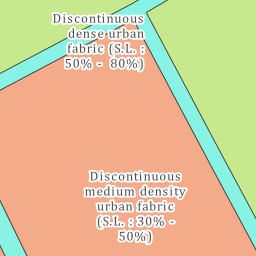 Discontinuous
dense urban
fabric (S.L. :
50% - 80%)
Discontinuous
medium density
urban fabric
(S.L. : 30% -
50%)